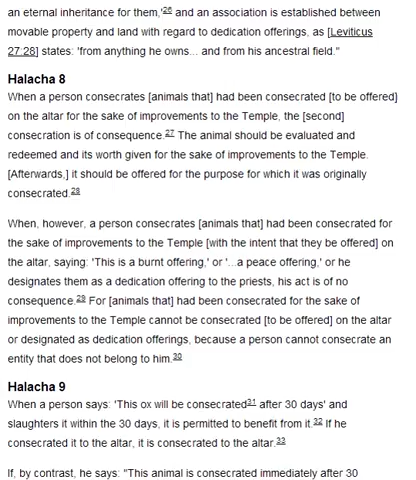 an eternal inheritance for them,'26 and an association is established between
movable property and land with regard to dedication offerings, as [Leviticus
27:28] states: 'from anything he owns... and from his ancestral field."
Halacha 8
When a person consecrates [animals that] had been consecrated [to be offered]
on the altar for the sake of improvements to the Temple, the [second]
consecration is of consequence.27 The animal should be evaluated and
redeemed and its worth given for the sake of improvements to the Temple.
[Afterwards,] it should be offered for the purpose for which it was originally
consecrated.28
When, however, a person consecrates [animals that] had been consecrated for
the sake of improvements to the Temple [with the intent that they be offered] on
the altar, saying: 'This is a burnt offering,' or '...a peace offering,' or he
designates them as a dedication offering to the priests, his act is of no
consequence.29 For [animals that] had been consecrated for the sake of
improvements to the Temple cannot be consecrated [to be offered] on the altar
or designated as dedication offerings, because a person cannot consecrate an
entity that does not belong to him.30
Halacha 9
When a person says: 'This ox will be consecrated31 after 30 days' and
slaughters it within the 30 days, it is permitted to benefit from it.32 If he
consecrated it to the altar, it is consecrated to the altar.33
If, by contrast, he says: "This animal is consecrated immediately after 30